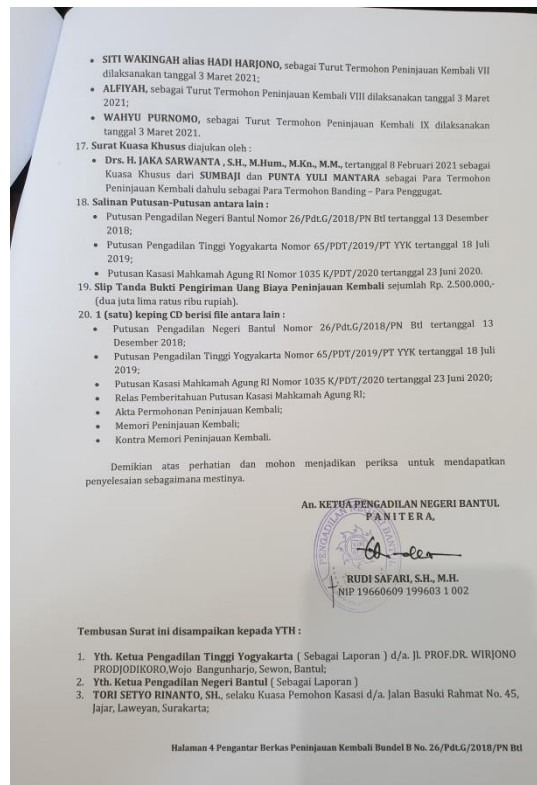 • SITI WAKINGAH alias HADI HARJONO, sebagai Turut Termohon Peninjauan Kembali VII
dilaksanakan tanggal 3 Maret 2021;
• ALFIYAH, sebagai Turut Termohon Peninjauan Kembali VIII dilaksanakan tanggal 3 Maret
2021;
• WAHYU PURNOMO, sebagai Turut Termohon Peninjauan Kembali IX dilaksanakan
tanggal 3 Maret 2021.
17. Surat Kuasa Khusus diajukan oleh :
• Drs. H. JAKA SARWANTA , S.H., M.Hum., M.Kn., M.M., tertanggal 8 Februari 2021 sebagai
Kuasa Khusus dari SUMBAJI dan PUNTA YULI MANTARA sebagai Para Termohon
Peninjauan Kembali dahulu sebagai Para Termohon Banding – Para Penggugat.
18. Salinan Putusan-Putusan antara lain :
• Putusan Pengadilan Negeri Bantul Nomor 26/Pdt.G/2018/PN Btl tertanggal 13 Desember
2018;
• Putusan Pengadilan Tinggi Yogyakarta Nomor 65/PDT/2019/PT YYK tertanggal 18 Juli
2019;
• Putusan Kasasi Mahkamah Agung RI Nomor 1035 K/PDT/2020 tertanggal 23 Juni 2020.
19. Slip Tanda Bukti Pengiriman Uang Biaya Peninjauan Kembali sejumlah Rp. 2.500.000,-
(dua juta lima ratus ribu rupiah).
20. 1 (satu) keping CD berisi file antara lain :
• Putusan Pengadilan Negeri Bantul Nomor 26/Pdt.G/2018/PN Btl tertanggal 13
Desember 2018;
• Putusan Pengadilan Tinggi Yogyakarta Nomor 65/PDT/2019/PT YYK tertanggal 18 Juli
2019;
• Putusan Kasasi Mahkamah Agung RI Nomor 1035 K/PDT/2020 tertanggal 23 Juni 2020;
• Relas Pemberitahuan Putusan Kasasi Mahkamah Agung RI;
• Akta Permohonan Peninjauan Kembali;
• Memori Peninjauan Kembali;
• Kontra Memori Peninjauan Kembali.
Demikian atas perhatian dan mohon menjadikan periksa untuk mendapatkan
penyelesaian sebagaimana mestinya.
An. KETUA PENGADILAN NEGERI BANTUL
P A N I T E R A,
PENGADILAN NEGERI BANTUL
RUDI SAFARI, S.H., M.H.
NIP 19660609 199603 1 002
Tembusan Surat ini disampaikan kepada YTH :
1. Yth. Ketua Pengadilan Tinggi Yogyakarta ( Sebagai Laporan ) d/a. Jl. PROF.DR. WIRJONO
PRODJODIKORO,Wojo Bangunharjo, Sewon, Bantul;
2. Yth. Ketua Pengadilan Negeri Bantul ( Sebagai Laporan )
3. TORI SETYO RINANTO, SH., selaku Kuasa Pemohon Kasasi d/a. Jalan Basuki Rahmat No. 45,
Jajar, Laweyan, Surakarta;
Halaman 4 Pengantar Berkas Peninjauan Kembali Bundel B No. 26/Pdt.G/2018/PN Btl